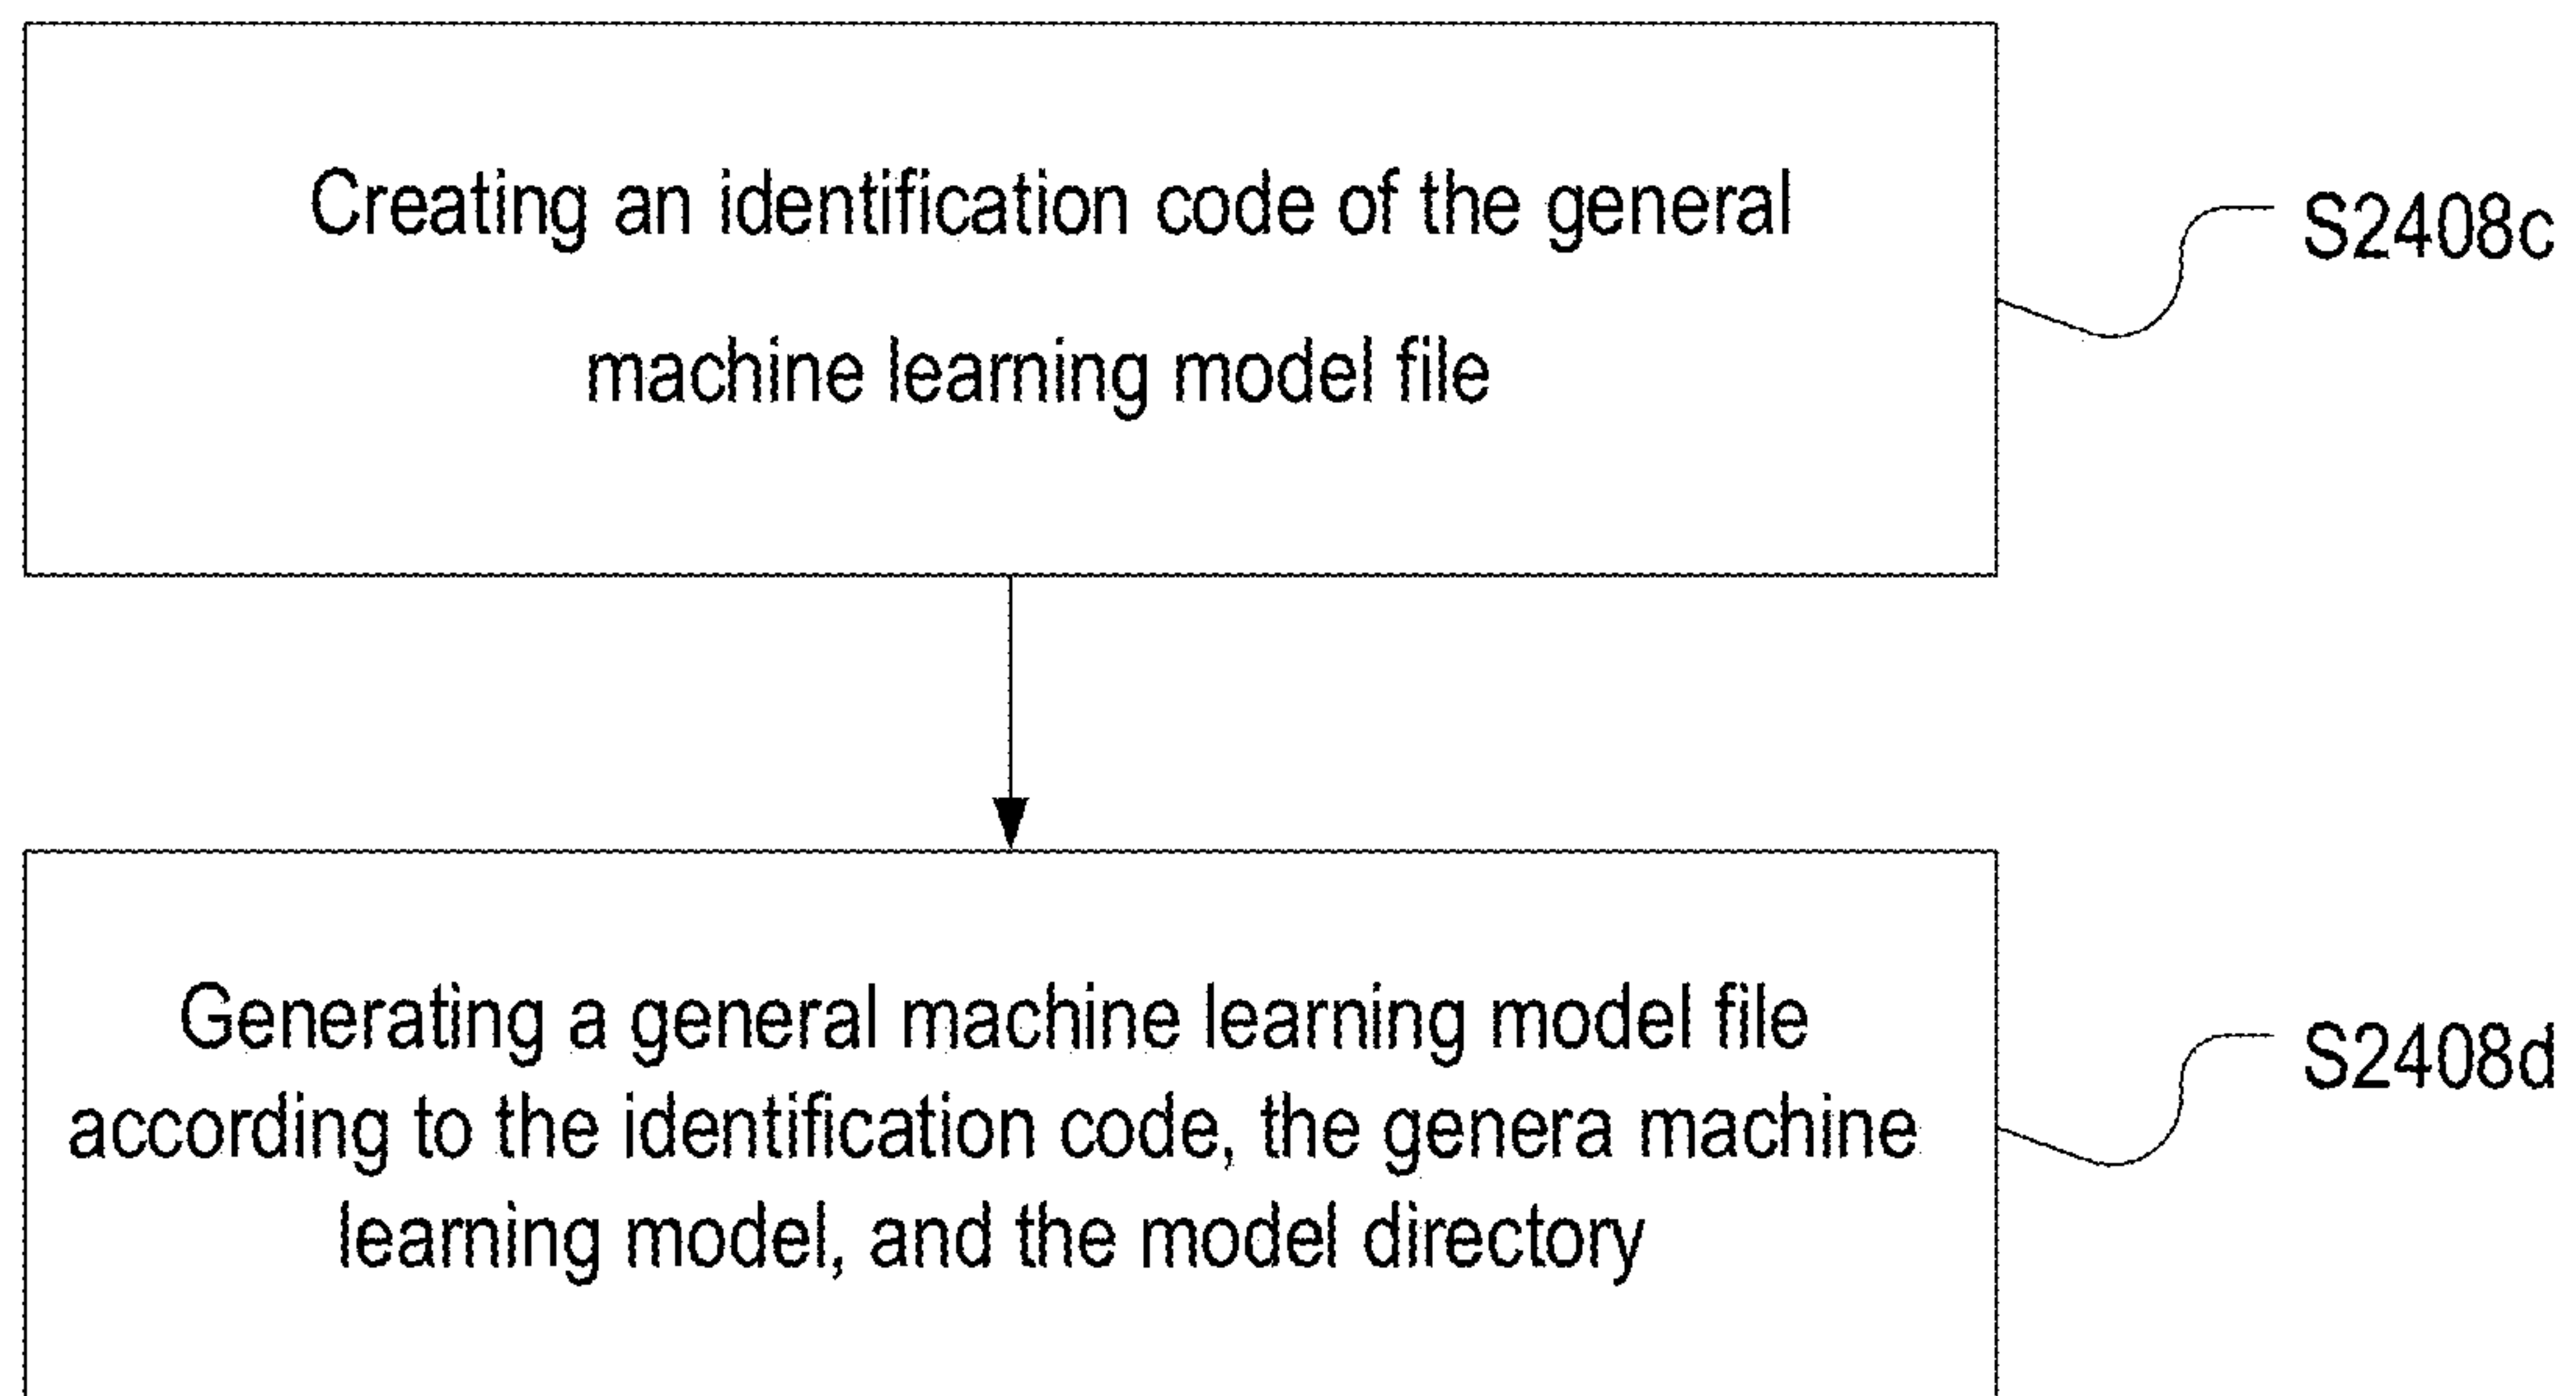 Creating an identification code of the general
machine learning model file
S2408c
Generating a general machine learning model file
according to the identification code, the genera machine
learning model, and the model directory
S2408d